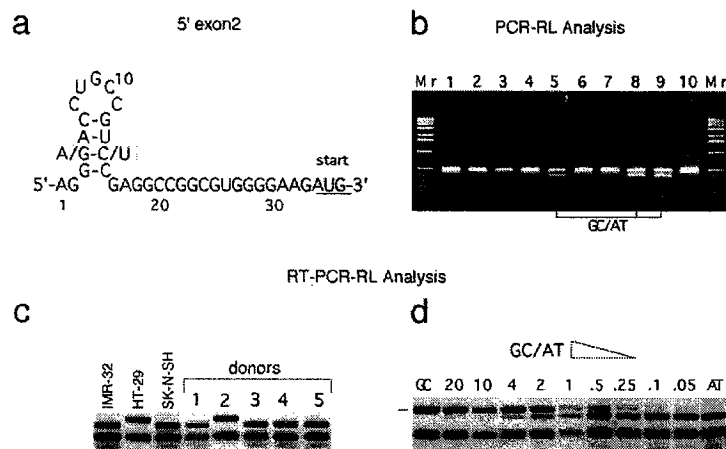 a
5' exon2
G 10
U C
C C
C G
A U
A/G C/U
G C
5'-AG GAGGCCGGCGUGGGGAAGAUG-3'
start
1 20 30
b
PCR-RL Analysis
Mr 1 2 3 4 5 6 7 8 9 10 Mr
GC/AT
RT-PCR-RL Analysis
c
IMR-32 HT-29 SK-N-SH
donors
1 2 3 4 5
d
GC/AT
GC 20 10 4 2 1 .5 .25 .1 .05 AT